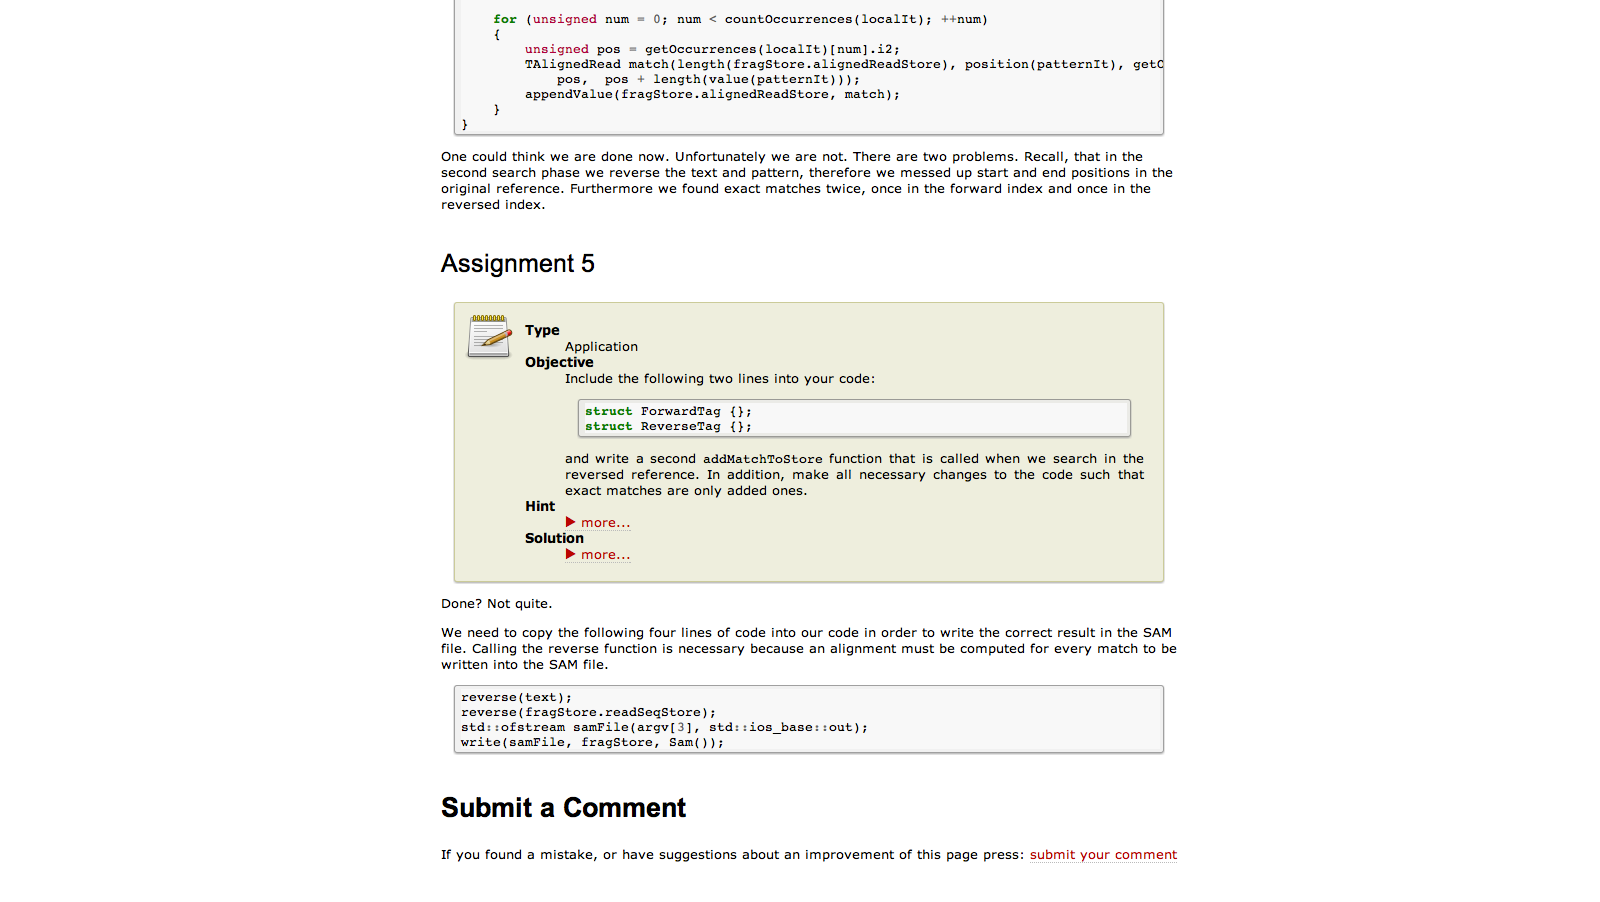 for (unsigned num = 0; num < countOccurrences(localIt); ++num)
{
unsigned pos = getOccurrences(localIt)[num].i2;
TAlignedRead match(length(fragStore.alignedReadStore), position(patternIt), getO
pos,  pos + length(value(patternIt)));
appendValue(fragStore.alignedReadStore, match);
}
}
One could think we are done now. Unfortunately we are not. There are two problems. Recall, that in the
second search phase we reverse the text and pattern, therefore we messed up start and end positions in the
original reference. Furthermore we found exact matches twice, once in the forward index and once in the
reversed index.
Assignment 5
Type
Application
Objective
Include the following two lines into your code:
struct ForwardTag {};
struct ReverseTag {};
and write a second addMatchToStore function that is called when we search in the
reversed reference. In addition, make all necessary changes to the code such that
exact matches are only added ones.
Hint
▶ more...
Solution
▶ more...
Done? Not quite.
We need to copy the following four lines of code into our code in order to write the correct result in the SAM
file. Calling the reverse function is necessary because an alignment must be computed for every match to be
written into the SAM file.
reverse(text);
reverse(fragStore.readSeqStore);
std::ofstream samFile(argv[3], std::ios_base::out);
write(samFile, fragStore, Sam());
Submit a Comment
If you found a mistake, or have suggestions about an improvement of this page press: submit your comment